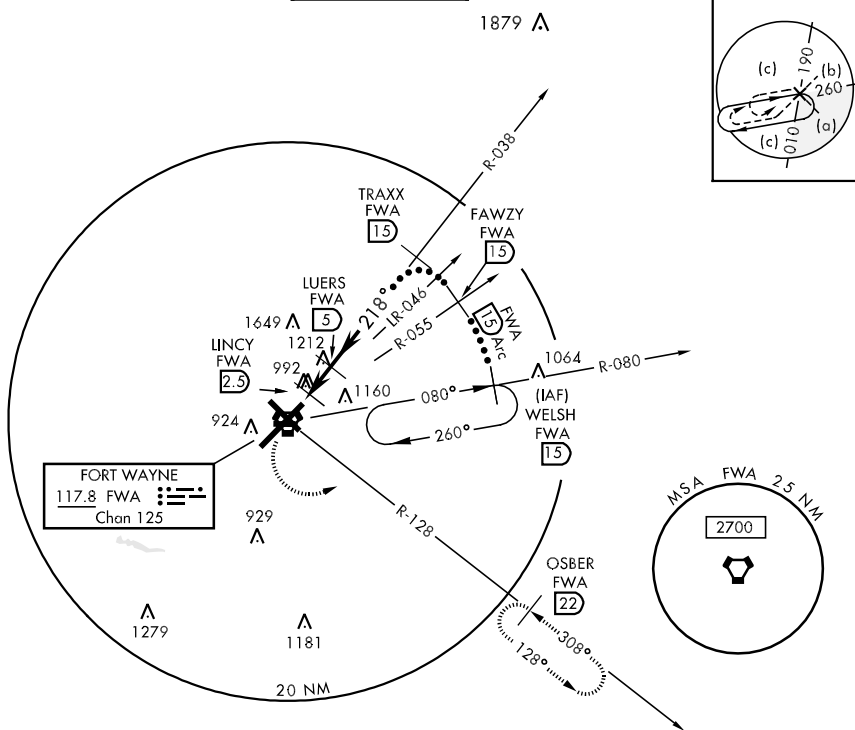 1879
190
(c)
(b)
260
(a)
(c)
010
R-038
TRAXX
FWA
15
FAWZY
FWA
15
LUERS
FWA
5
218°
LR-046
R-055
FWA
15
Arc
1649
1212
LINCY
FWA
2.5
992
1160
080°
260°
1064
R-080
(IAF)
WELSH
FWA
15
924
FORT WAYNE
117.8 FWA
Chan 125
929
R-128
MSA FWA 25 NM
2700
OSBER
FWA
22
308°
128°
1279
1181
20 NM